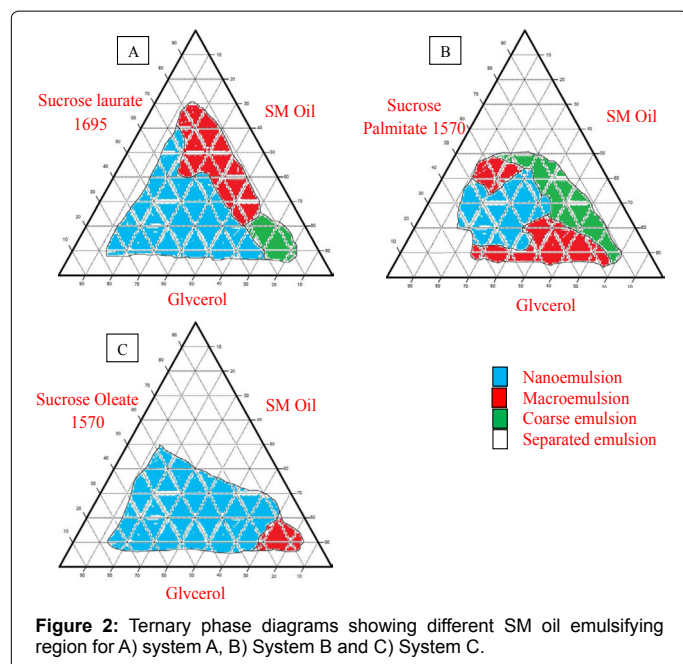 A
Sucrose laurate
1695
SM Oil
Glycerol
B
Sucrose
Palmitate 1570
SM Oil
Glycerol
C
Sucrose Oleate
1570
SM Oil
Glycerol
Nanoemulsion
Macroemulsion
Coarse emulsion
Separated emulsion
Figure 2: Ternary phase diagrams showing different SM oil emulsifying
region for A) system A, B) System B and C) System C.